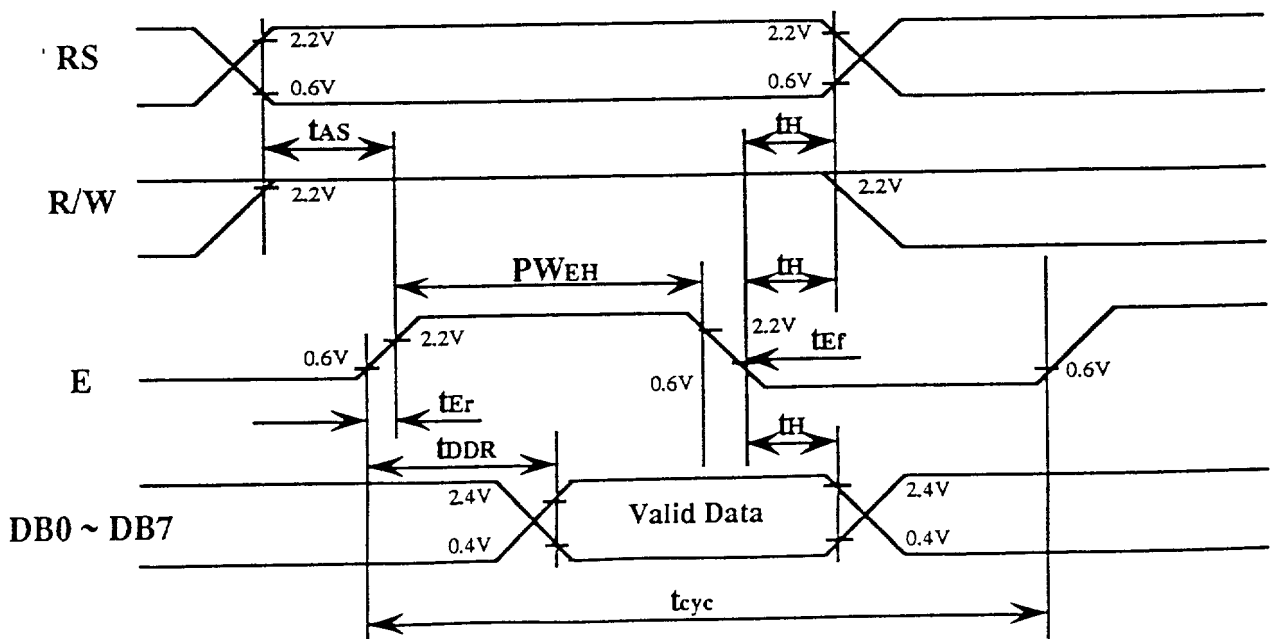 RS
2.2V
2.2V
0.6V
0.6V
tAS
tH
R/W
2.2V
2.2V
PWEH
tH
E
0.6V
2.2V
2.2V
tEf
0.6V
0.6V
tEr
tH
tDDR
DB0 ~ DB7
2.4V
Valid Data
2.4V
0.4V
0.4V
tcyc